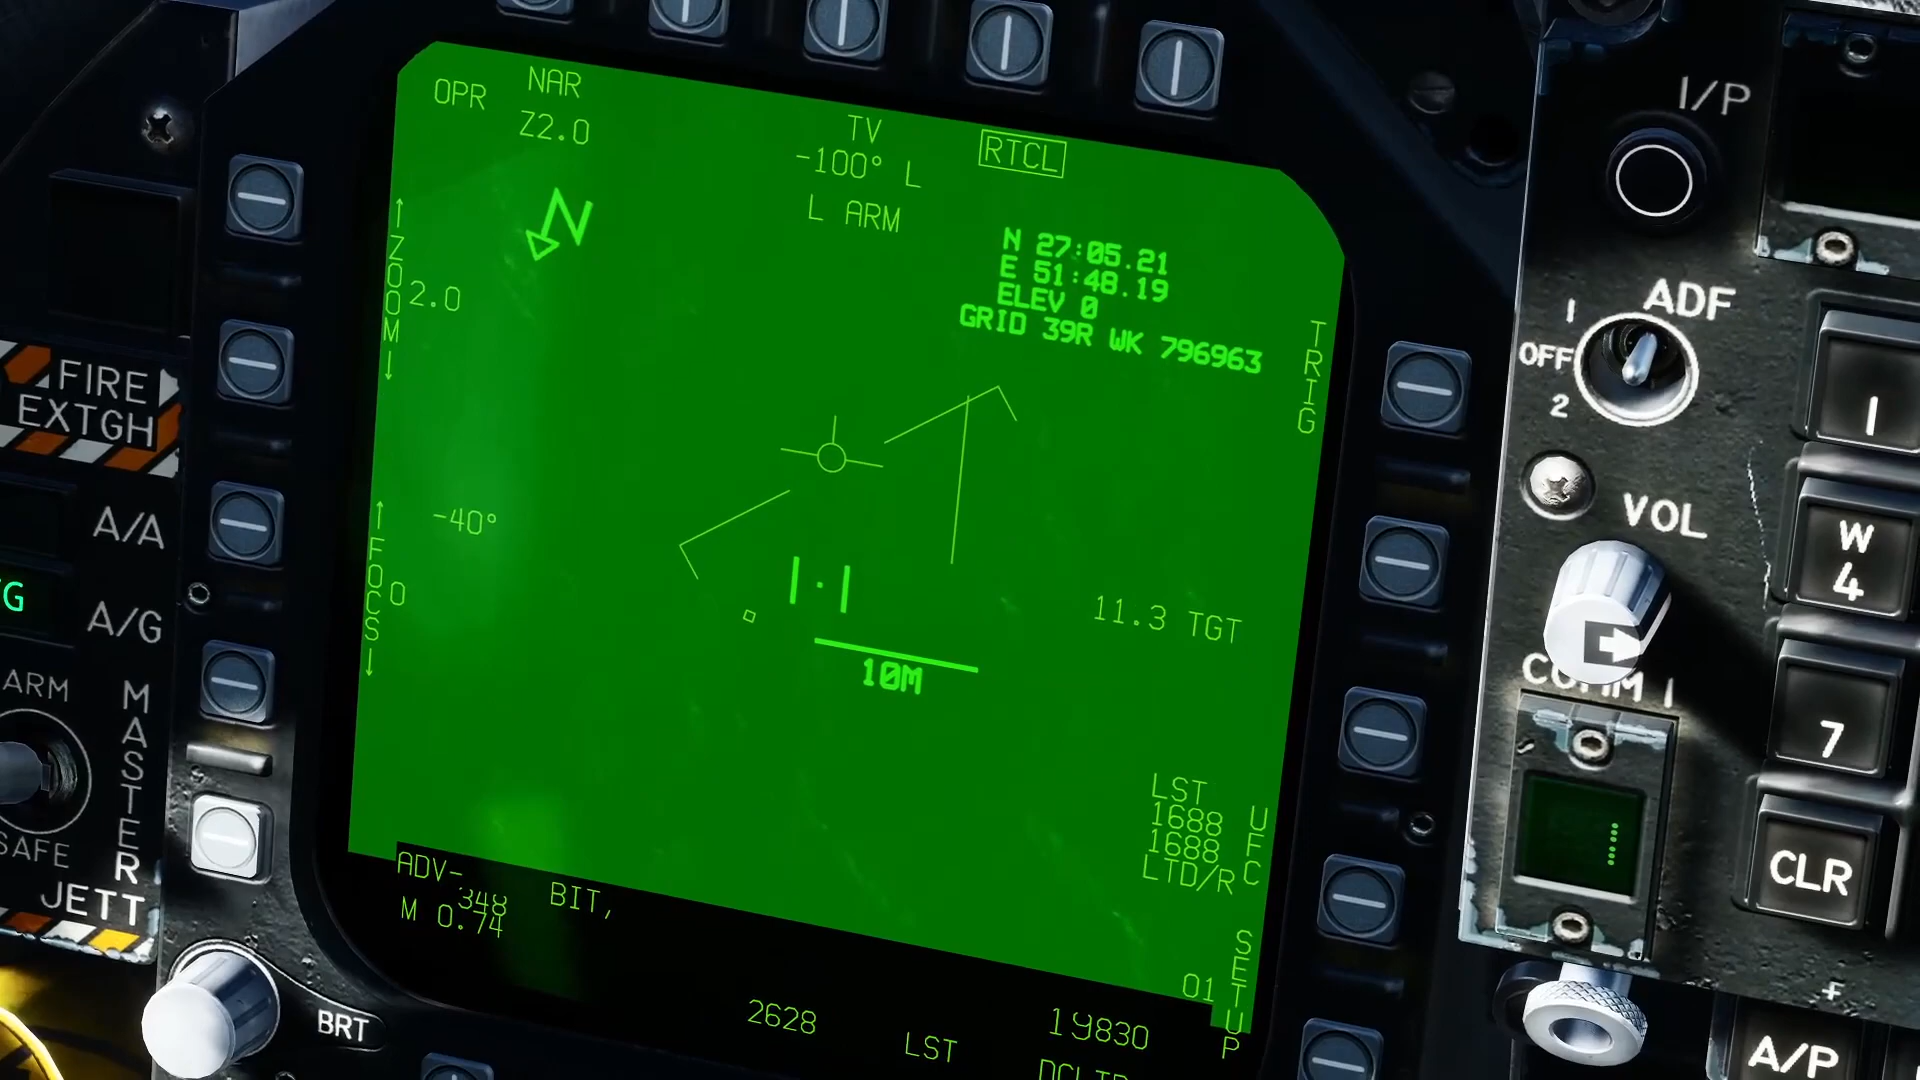 OPR
NAR
Z2.0
TV
-100° L
L ARM
RTCL
N
N 27:05.21
E 51:48.19
ELEV 0
GRID 39R WK 796963
↑ZOOM↓
2.0
TRIG
-40°
↑FOCS↓
0
11.3 TGT
10M
LST
1688
1688
LTD/R
UFC
ADV-
348
M 0.74
BIT,
01
SETUP
2628
19830
LST
FIRE
EXTGH
A/A
A/G
G
ARM
MASTER
SAFE
JETT
BRT
I/P
ADF
1
OFF
2
VOL
COMM 1
1
W
4
7
CLR
A/P